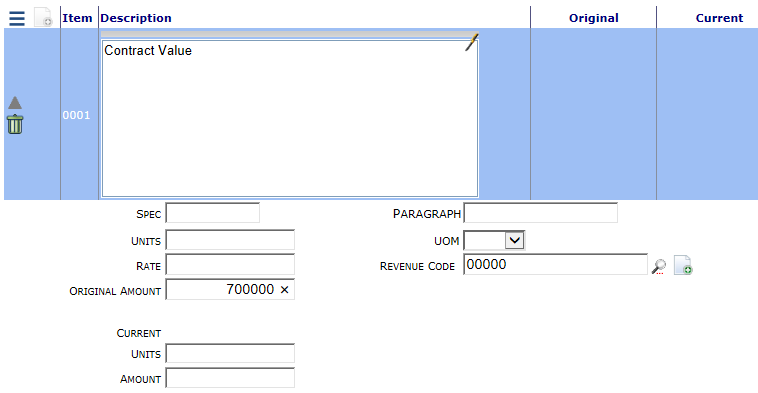 Item Description Original Current
Contract Value
0001
Spec Paragraph
Units UOM
Rate Revenue Code 00000
Original Amount 700000 ×
Current
Units
Amount